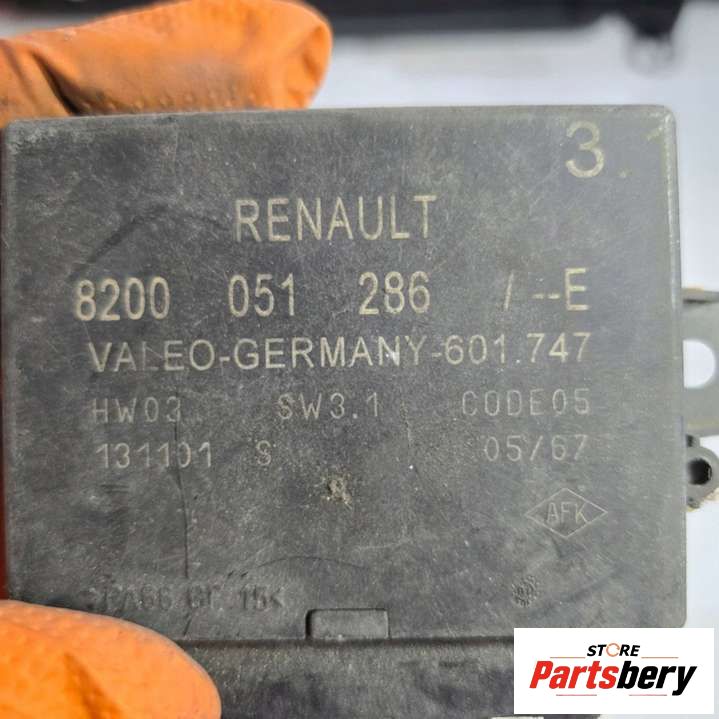 3.1
RENAULT
8200 051 286 /--E
VALEO-GERMANY-601.747
HW03 SW3.1 CODE05
131101 S 05/67
A
AFK
STORE
Partsbery